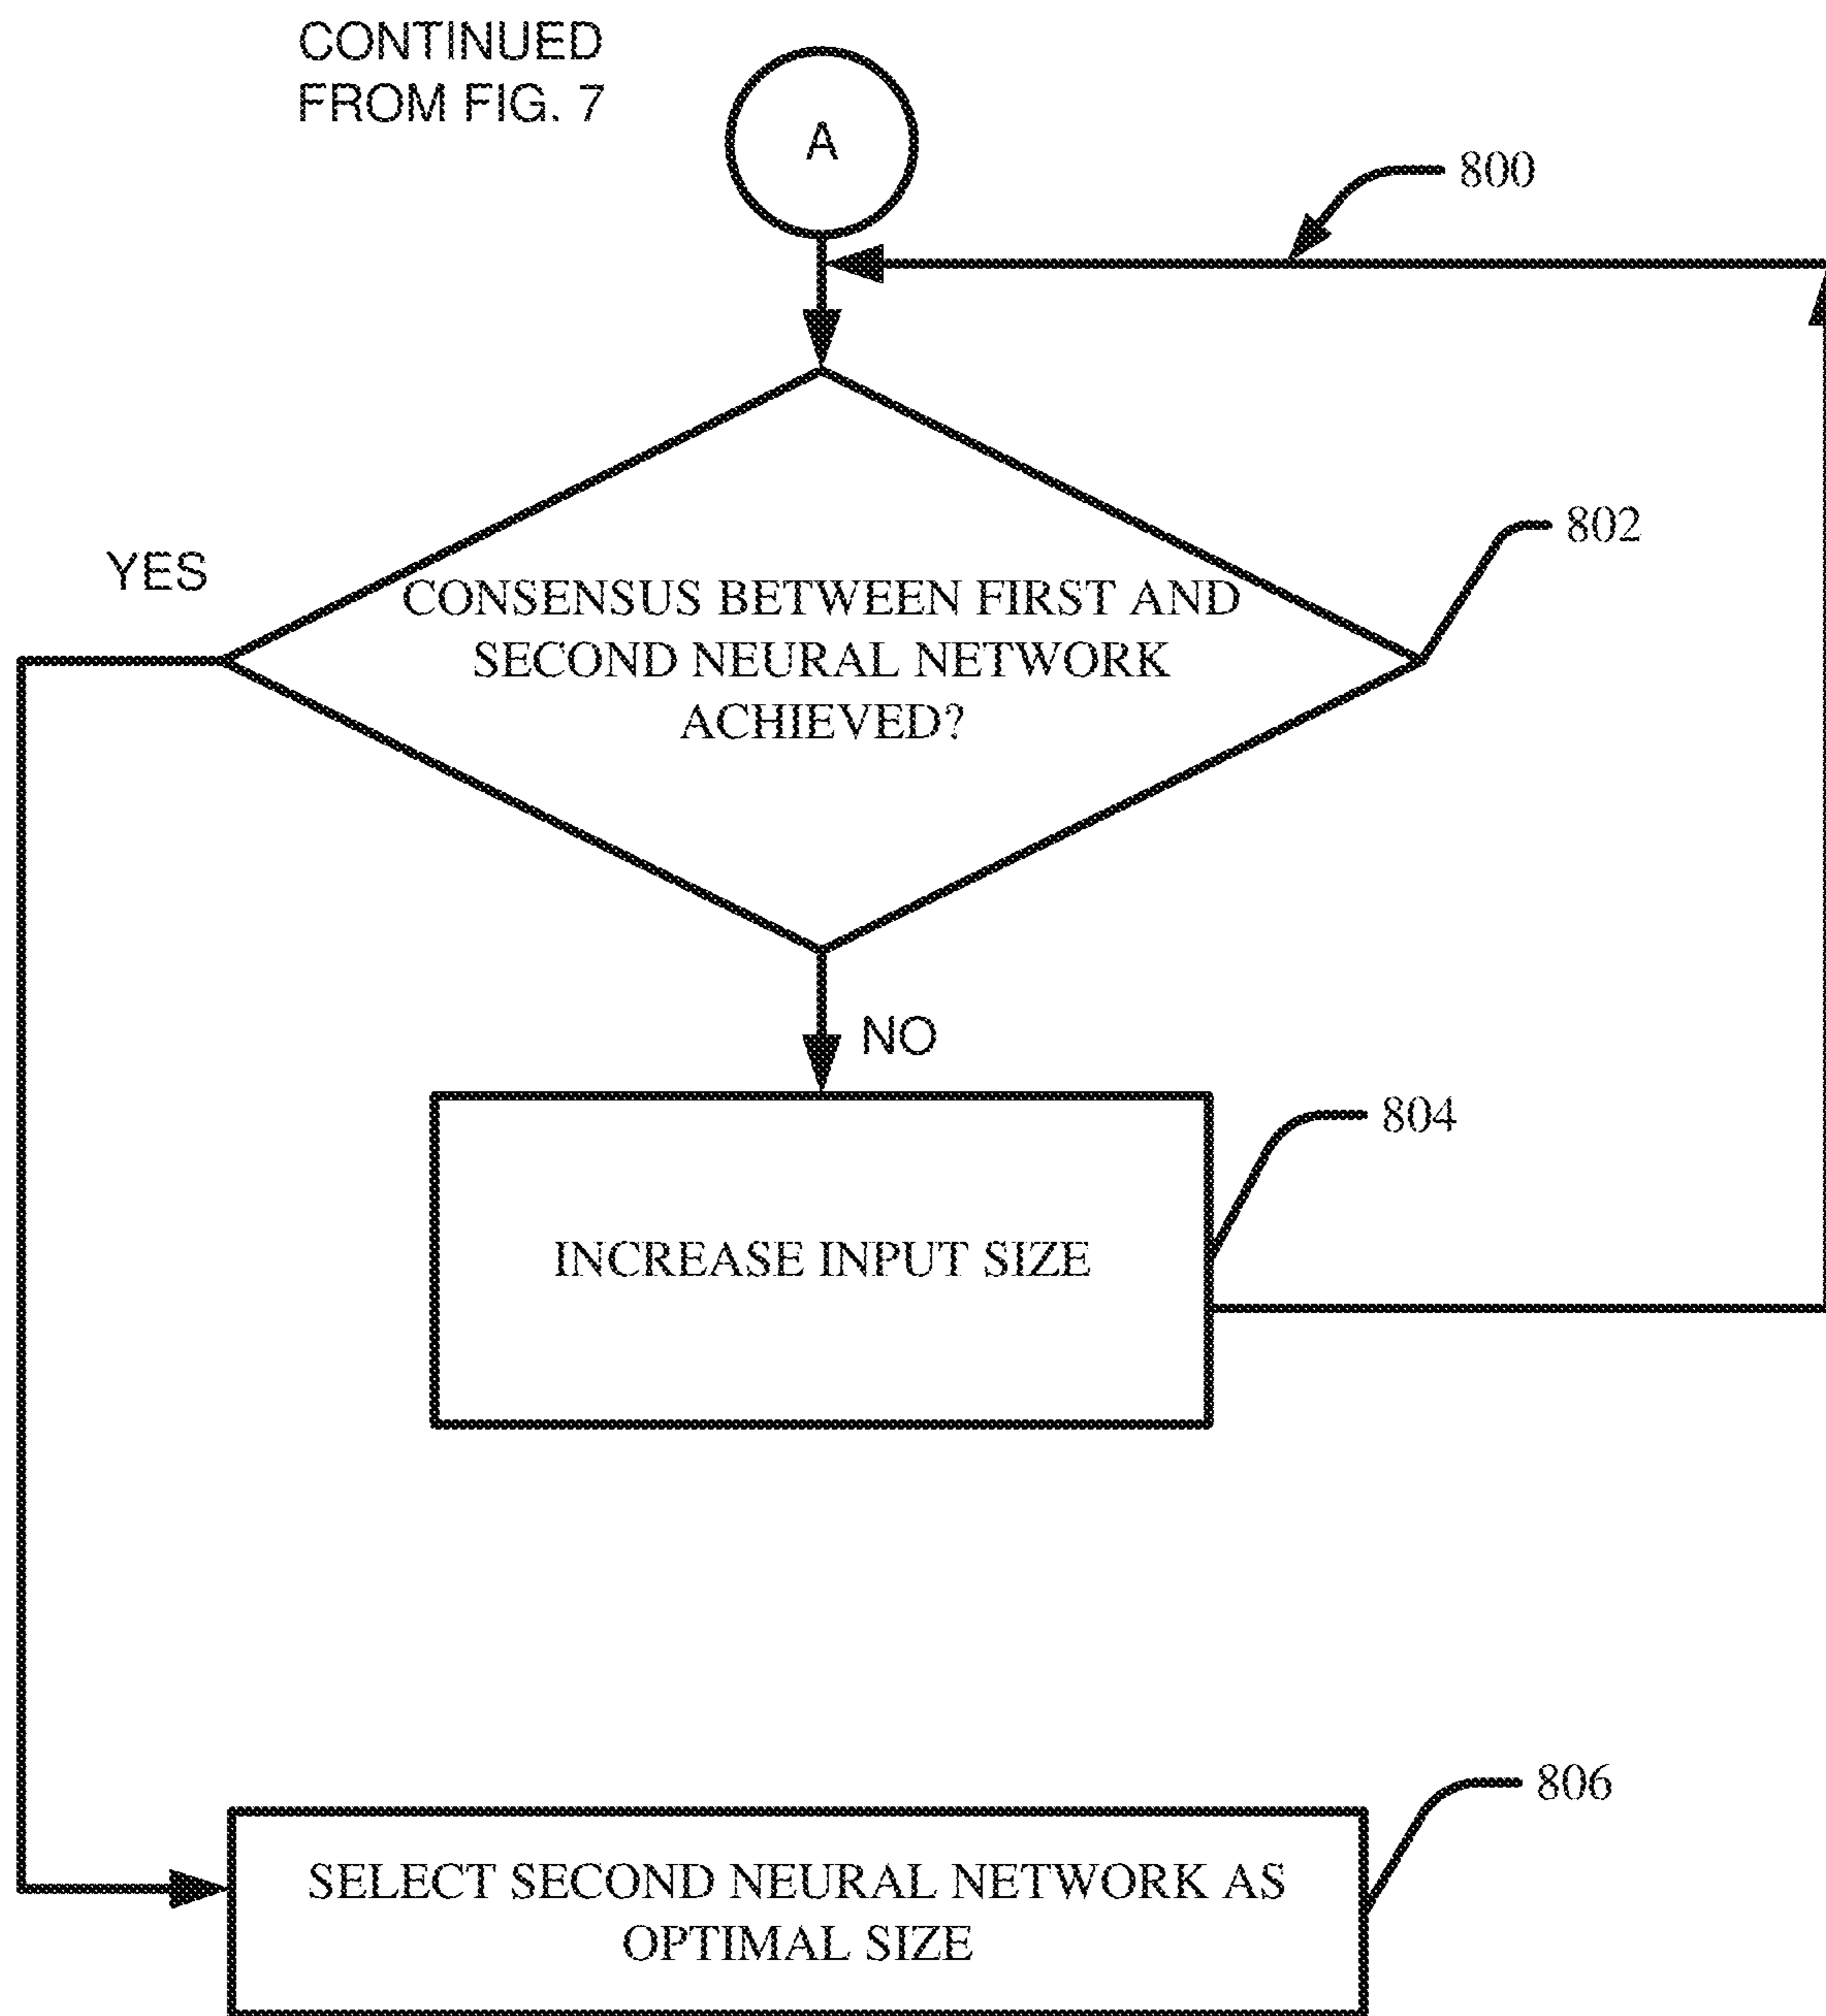 CONTINUED
FROM FIG. 7
A
800
802
YES
CONSENSUS BETWEEN FIRST AND
SECOND NEURAL NETWORK
ACHIEVED?
NO
804
INCREASE INPUT SIZE
806
SELECT SECOND NEURAL NETWORK AS
OPTIMAL SIZE